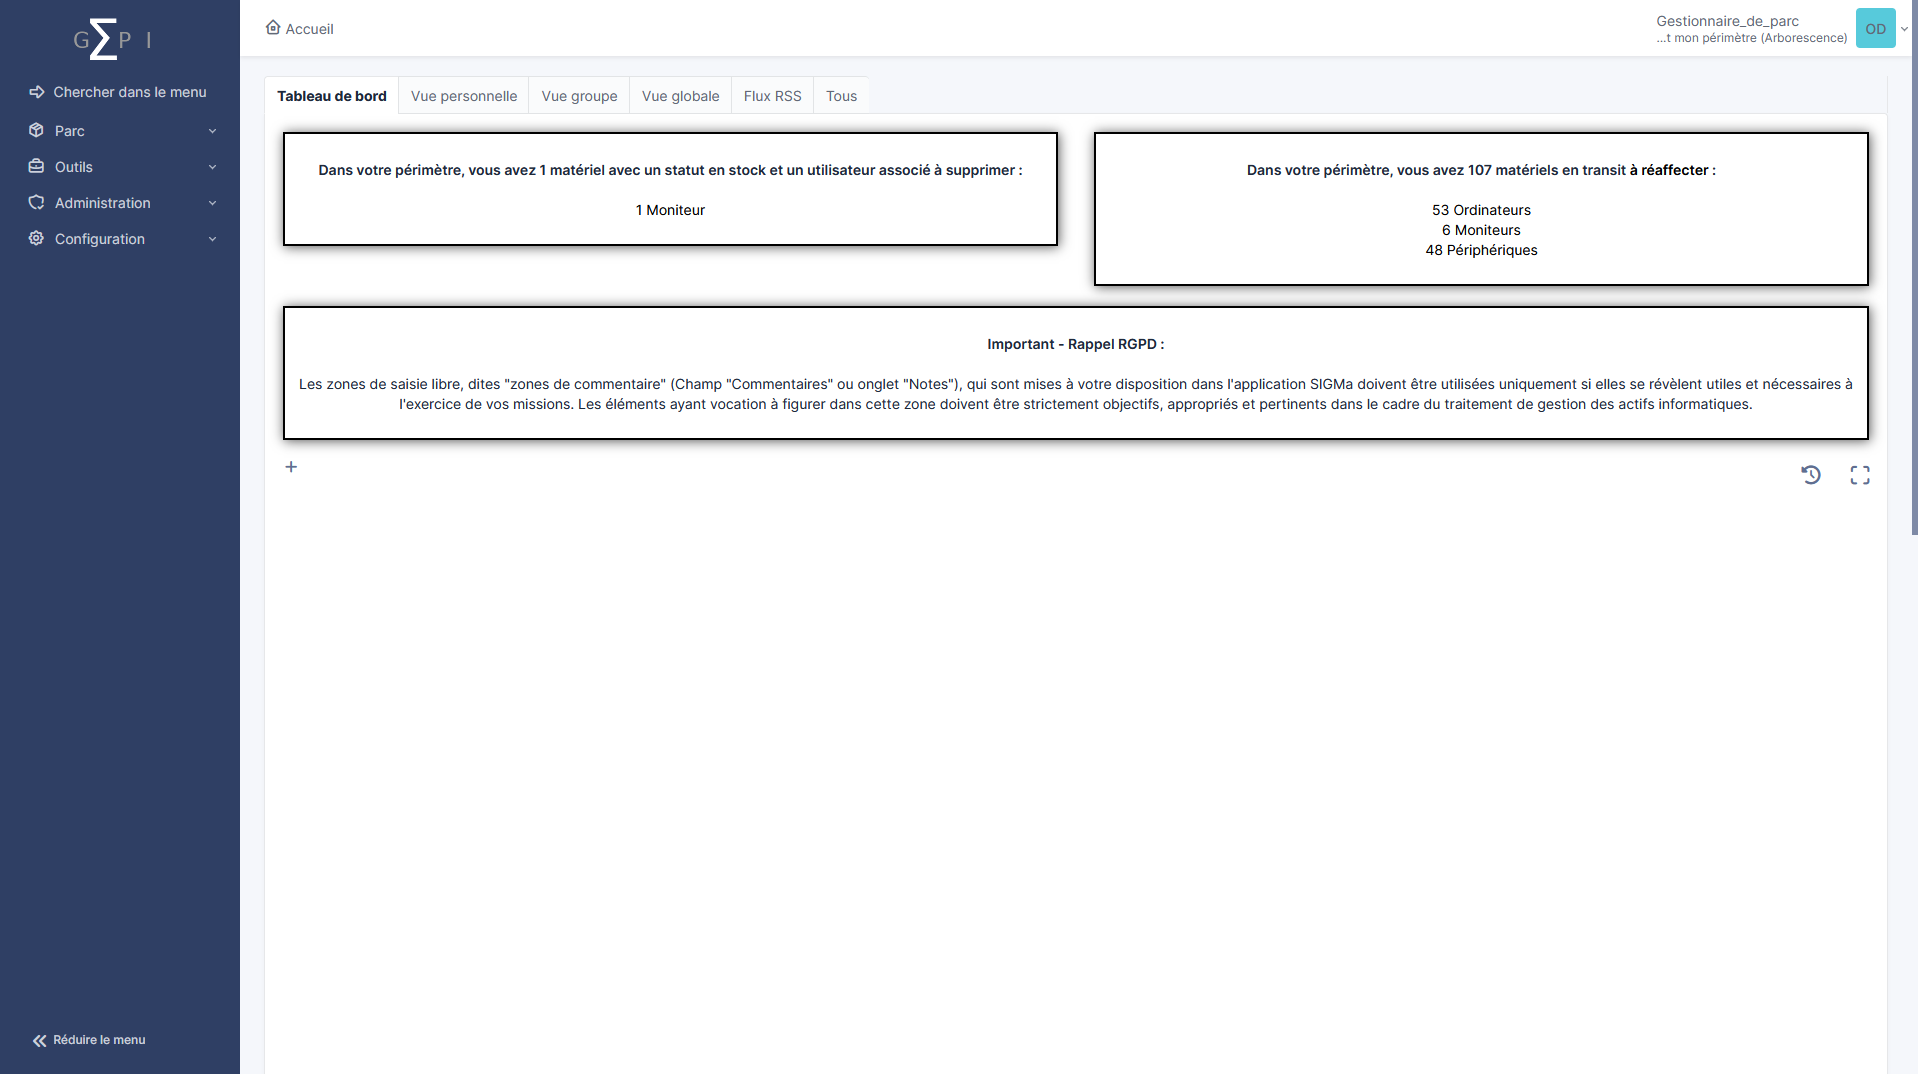 GΣPI
Chercher dans le menu
Parc
Outils
Administration
Configuration
Réduire le menu
Accueil
Gestionnaire_de_parc
...t mon périmètre (Arborescence)
OD
Tableau de bord
Vue personnelle
Vue groupe
Vue globale
Flux RSS
Tous
Dans votre périmètre, vous avez 1 matériel avec un statut en stock et un utilisateur associé à supprimer :
1 Moniteur
Dans votre périmètre, vous avez 107 matériels en transit à réaffecter :
53 Ordinateurs
6 Moniteurs
48 Périphériques
Important - Rappel RGPD :
Les zones de saisie libre, dites "zones de commentaire" (Champ "Commentaires" ou onglet "Notes"), qui sont mises à votre disposition dans l'application SIGMa doivent être utilisées uniquement si elles se révèlent utiles et nécessaires à
l'exercice de vos missions. Les éléments ayant vocation à figurer dans cette zone doivent être strictement objectifs, appropriés et pertinents dans le cadre du traitement de gestion des actifs informatiques.